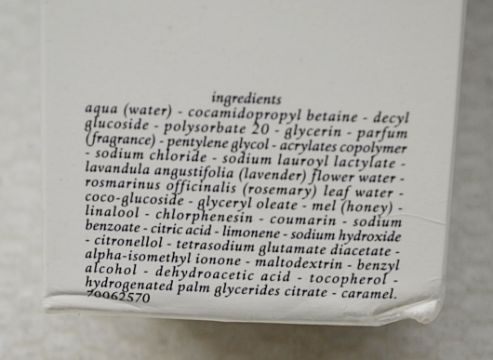 ingredients
aqua (water) - cocamidopropyl betaine - decyl
glucoside - polysorbate 20 - glycerin - parfum
(fragrance) - pentylene glycol - acrylates copolymer
- sodium chloride - sodium lauroyl lactylate -
lavandula angustifolia (lavender) flower water -
rosmarinus officinalis (rosemary) leaf water -
coco-glucoside - glyceryl oleate - mel (honey) -
linalool - chlorphenesin - coumarin - sodium
benzoate - citric acid - limonene - sodium hydroxide
- citronellol - tetrasodium glutamate diacetate -
alpha-isomethyl ionone - maltodextrin - benzyl
alcohol - dehydroacetic acid - tocopherol -
hydrogenated palm glycerides citrate - caramel.
70062570